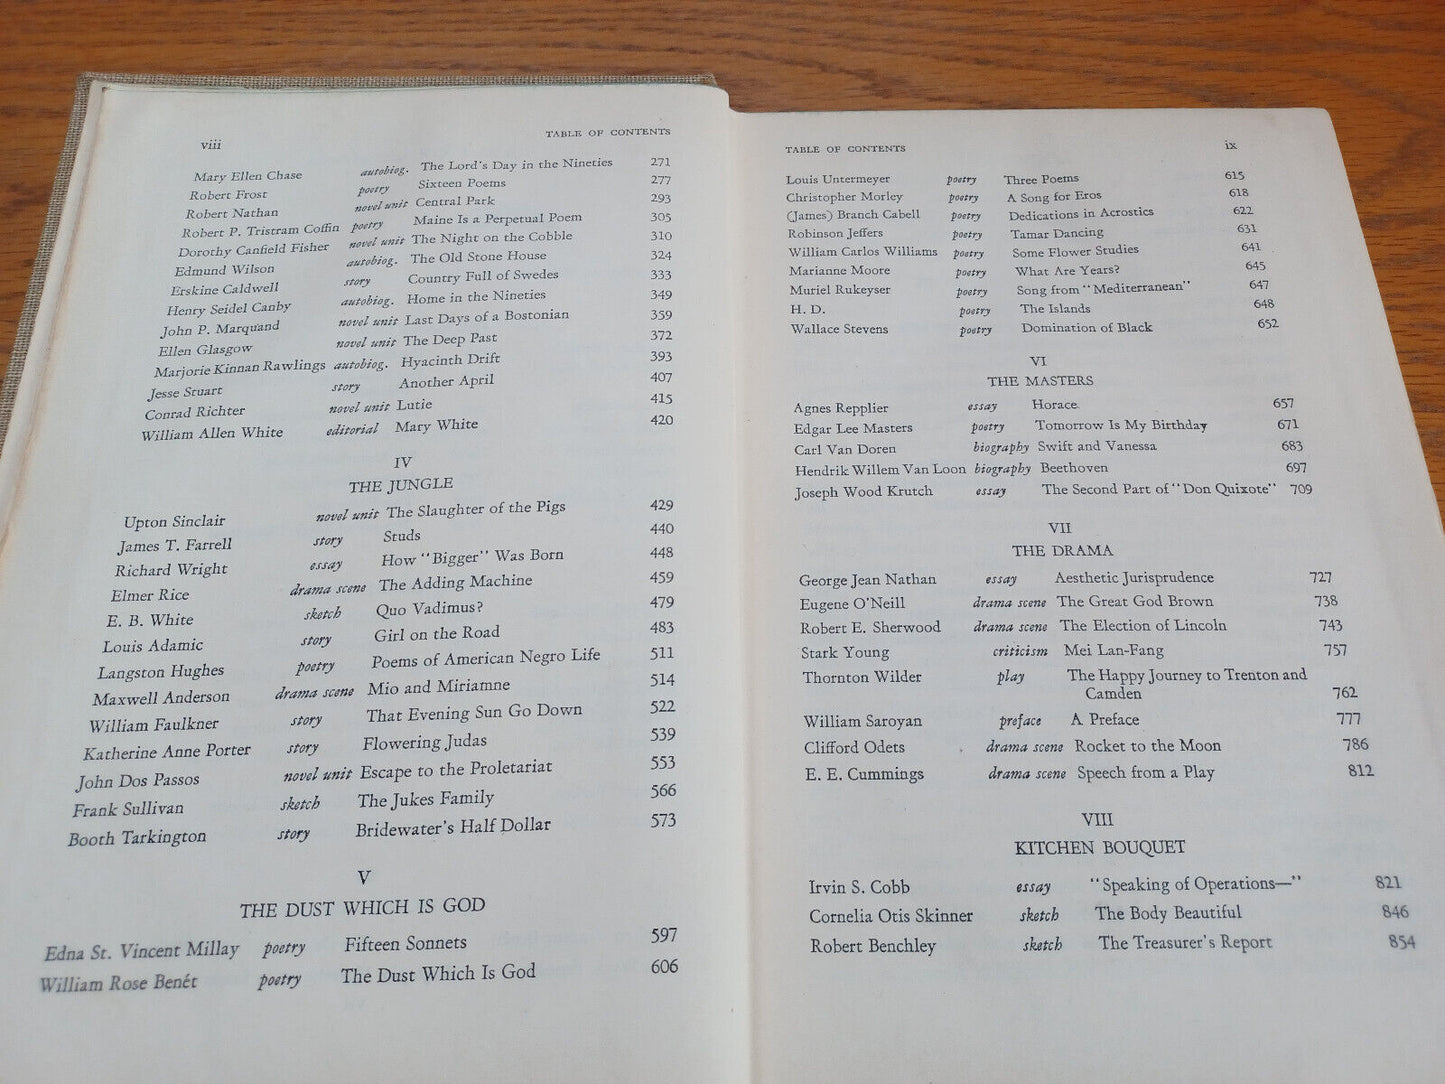 viii TABLE OF CONTENTS
Mary Ellen Chase autobiog. The Lord's Day in the Nineties 271
Robert Frost poetry Sixteen Poems 277
Robert Nathan novel unit Central Park 293
Robert P. Tristram Coffin poetry Maine Is a Perpetual Poem 305
Dorothy Canfield Fisher novel unit The Night on the Cobble 310
Edmund Wilson autobiog. The Old Stone House 324
Erskine Caldwell story Country Full of Swedes 333
Henry Seidel Canby autobiog. Home in the Nineties 349
John P. Marquand novel unit Last Days of a Bostonian 359
Ellen Glasgow novel unit The Deep Past 372
Marjorie Kinnan Rawlings autobiog. Hyacinth Drift 393
Jesse Stuart story Another April 407
Conrad Richter novel unit Lutie 415
William Allen White editorial Mary White 420
IV
THE JUNGLE
Upton Sinclair novel unit The Slaughter of the Pigs 429
James T. Farrell story Studs 440
Richard Wright essay How "Bigger" Was Born 448
Elmer Rice drama scene The Adding Machine 459
E. B. White sketch Quo Vadimus? 479
Louis Adamic story Girl on the Road 483
Langston Hughes poetry Poems of American Negro Life 511
Maxwell Anderson drama scene Mio and Miriamne 514
William Faulkner story That Evening Sun Go Down 522
Katherine Anne Porter story Flowering Judas 539
John Dos Passos novel unit Escape to the Proletariat 553
Frank Sullivan sketch The Jukes Family 566
Booth Tarkington story Bridewater's Half Dollar 573
V
THE DUST WHICH IS GOD
Edna St. Vincent Millay poetry Fifteen Sonnets 597
William Rose Benét poetry The Dust Which Is God 606
TABLE OF CONTENTS ix
Louis Untermeyer poetry Three Poems 615
Christopher Morley poetry A Song for Eros 618
(James) Branch Cabell poetry Dedications in Acrostics 622
Robinson Jeffers poetry Tamar Dancing 631
William Carlos Williams poetry Some Flower Studies 641
Marianne Moore poetry What Are Years? 645
Muriel Rukeyser poetry Song from "Mediterranean" 647
H. D. poetry The Islands 648
Wallace Stevens poetry Domination of Black 652
VI
THE MASTERS
Agnes Repplier essay Horace 657
Edgar Lee Masters poetry Tomorrow Is My Birthday 671
Carl Van Doren biography Swift and Vanessa 683
Hendrik Willem Van Loon biography Beethoven 697
Joseph Wood Krutch essay The Second Part of "Don Quixote" 709
VII
THE DRAMA
George Jean Nathan essay Aesthetic Jurisprudence 727
Eugene O'Neill drama scene The Great God Brown 738
Robert E. Sherwood drama scene The Election of Lincoln 743
Stark Young criticism Mei Lan-Fang 757
Thornton Wilder play The Happy Journey to Trenton and
Camden 762
William Saroyan preface A Preface 777
Clifford Odets drama scene Rocket to the Moon 786
E. E. Cummings drama scene Speech from a Play 812
VIII
KITCHEN BOUQUET
Irvin S. Cobb essay "Speaking of Operations—" 821
Cornelia Otis Skinner sketch The Body Beautiful 846
Robert Benchley sketch The Treasurer's Report 854